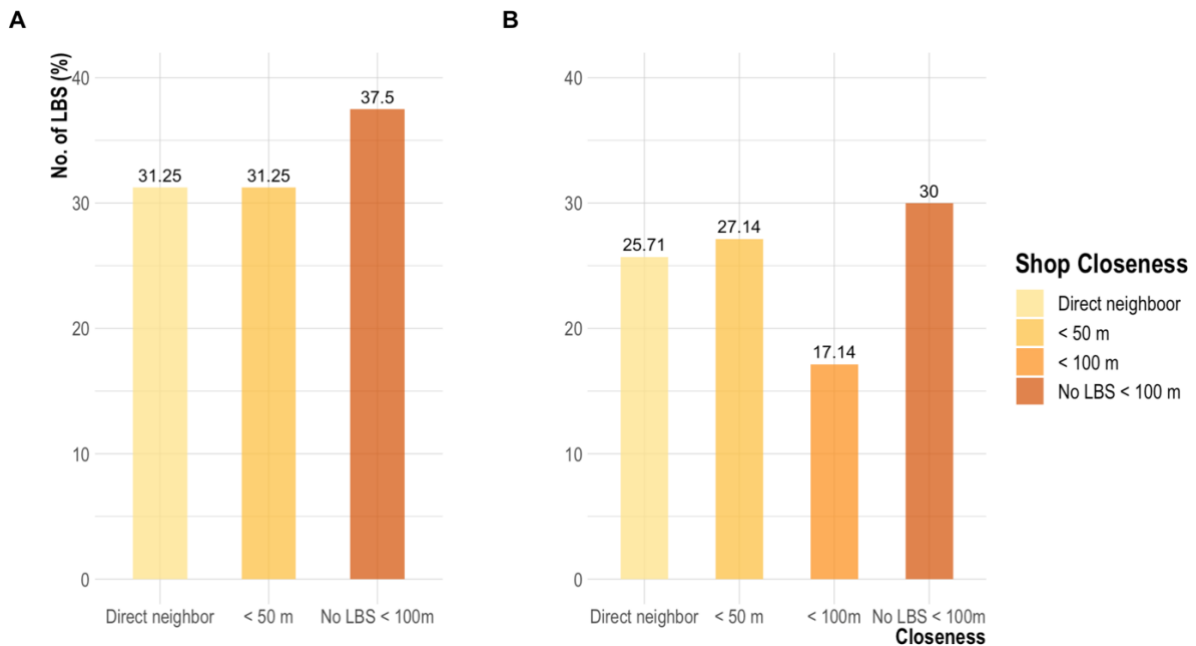 A
No. of LBS (%)
40
30
20
10
0
31.25
31.25
37.5
Direct neighbor
< 50 m
No LBS < 100m
B
40
30
20
10
0
25.71
27.14
17.14
30
Direct neighbor
< 50 m
< 100m
No LBS < 100m
Closeness
Shop Closeness
Direct neighboor
< 50 m
< 100 m
No LBS < 100 m